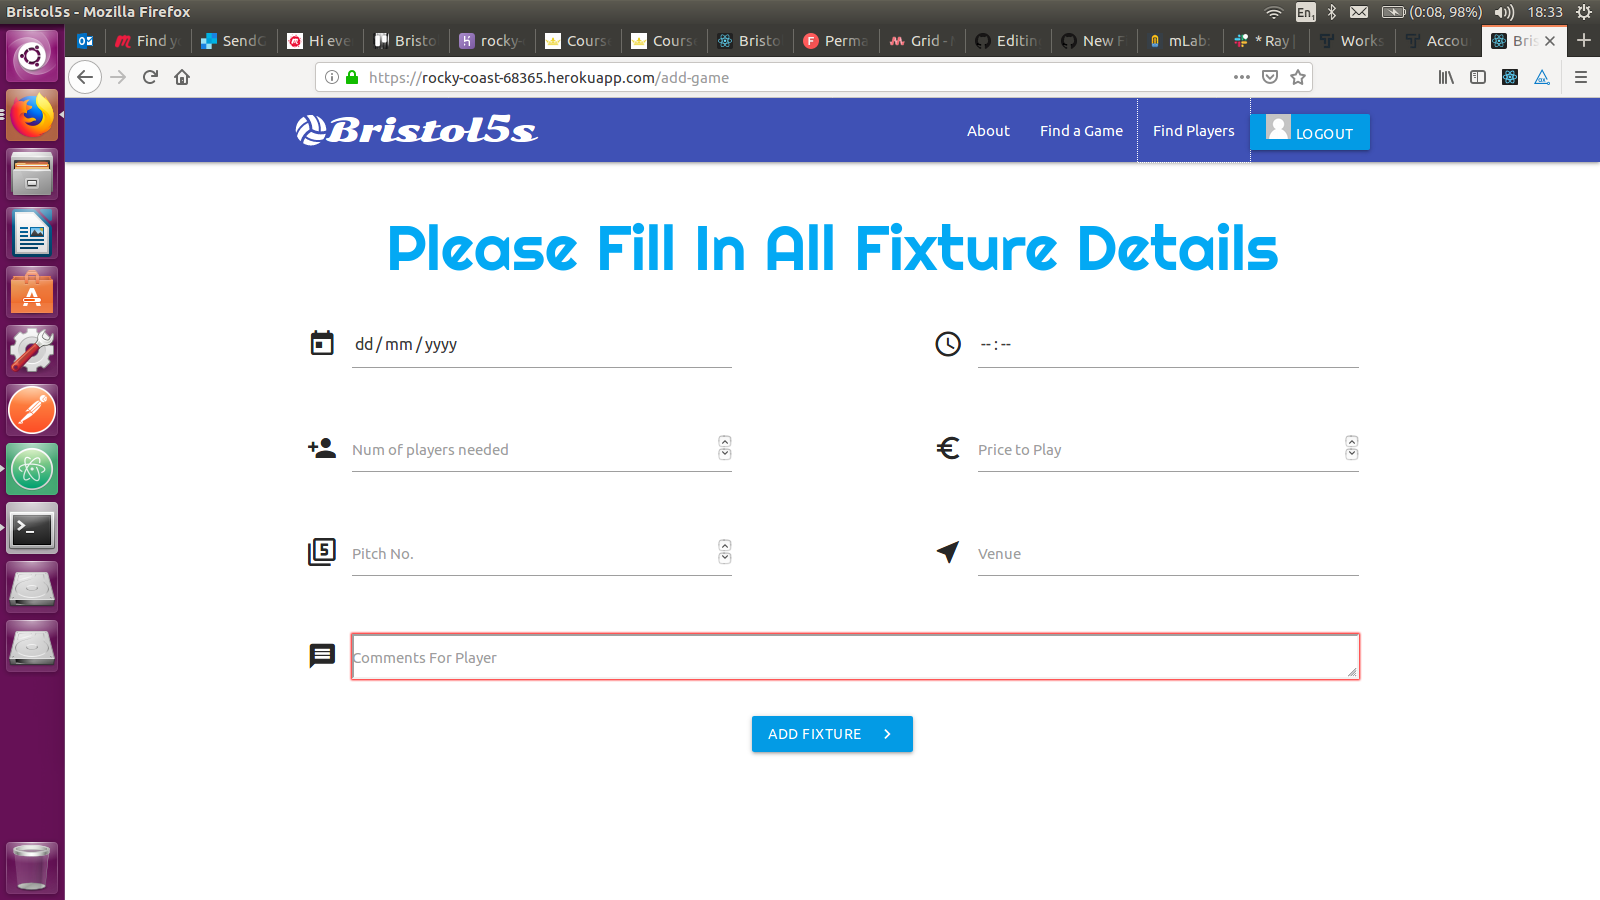 Bristol5s - Mozilla Firefox
En1
(0:08, 98%)
18:33
Find y
SendG
Hi eve
Bristo
rocky-
Cours
Cours
Bristo
Perma
Grid - M
Editin
New F
mLab:
* Ray |
Works
Accou
Bris
https://rocky-coast-68365.herokuapp.com/add-game
Bristol5s
About
Find a Game
Find Players
LOGOUT
Please Fill In All Fixture Details
dd / mm / yyyy
-- : --
Num of players needed
Price to Play
5
Pitch No.
Venue
Comments For Player
ADD FIXTURE